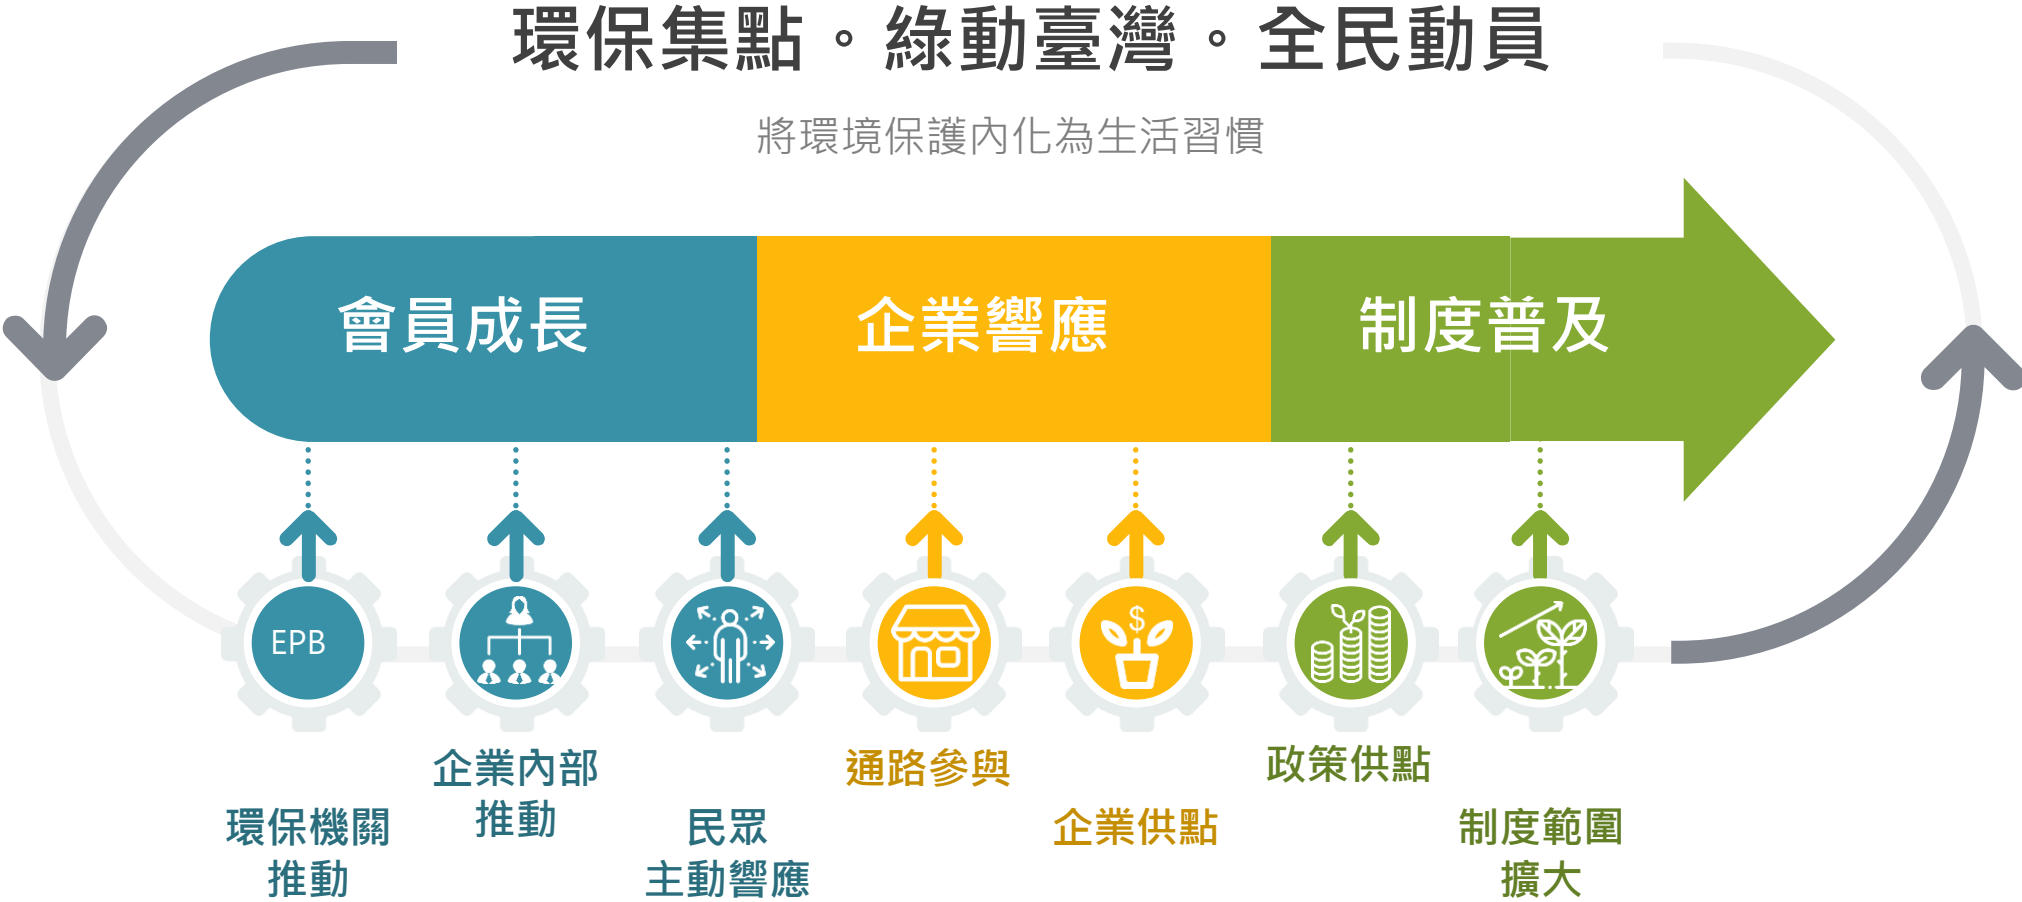 環保集點。綠動臺灣。全民動員
將環境保護內化為生活習慣
會員成長
企業響應
制度普及
EPB
$
環保機關
推動
企業內部
推動
民眾
主動響應
通路參與
企業供點
政策供點
制度範圍
擴大